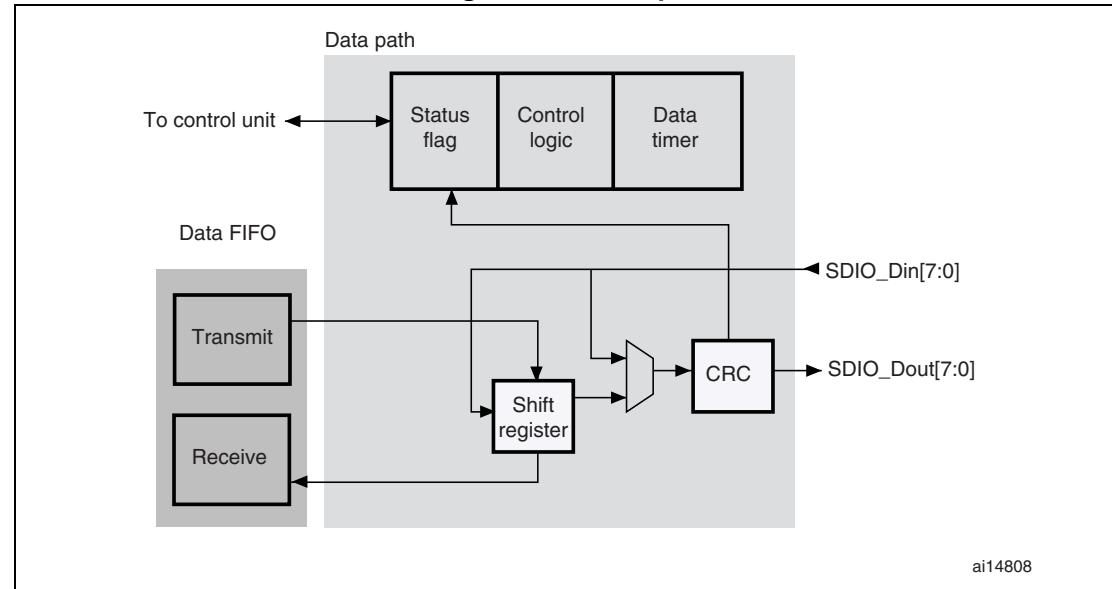 Data path
To control unit
Status
flag
Control
logic
Data
timer
Data FIFO
SDIO_Din[7:0]
Transmit
SDIO_Dout[7:0]
CRC
Shift
register
Receive
ai14808